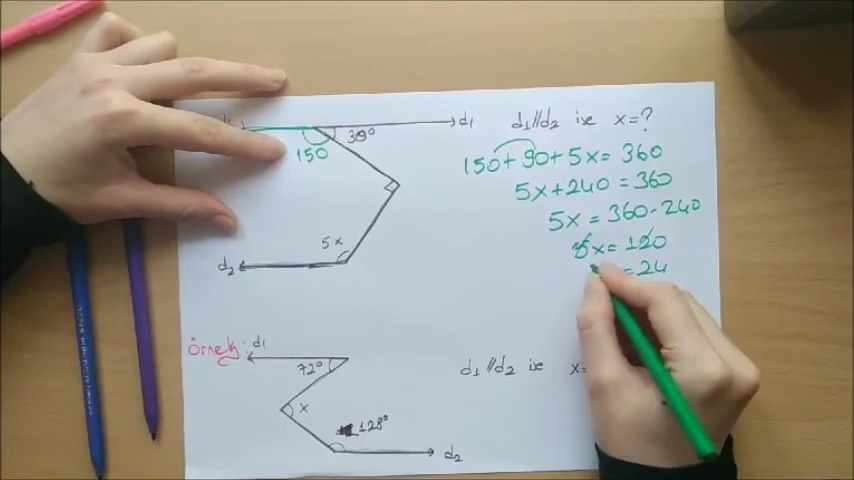 d1
d1//d2 ise x=?
30°
150
150+90+5x=360
5x+240=360
5x=360-240
5x=120
=24
5x
d2
Örnek:
d1
72°
x
128°
d2
d1//d2 ise x=